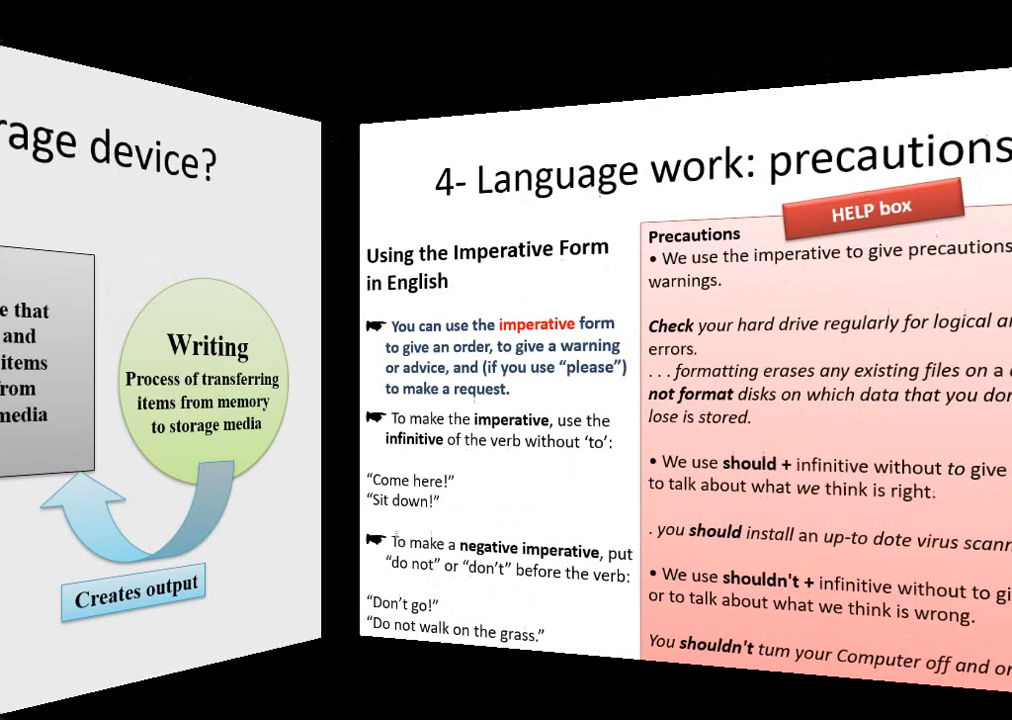 device?
e that
and
items
rom
media
Writing
Process of transferring
items from memory
to storage media
Creates output
4- Language work: precautions
Using the Imperative Form
in English
You can use the imperative form
to give an order, to give a warning
or advice, and (if you use “please”)
to make a request.
To make the imperative, use the
infinitive of the verb without ‘to’:
“Come here!”
“Sit down!”
To make a negative imperative, put
“do not” or “don’t” before the verb:
“Don’t go!”
“Do not walk on the grass.”
HELP box
Precautions
• We use the imperative to give precautions
warnings.
Check your hard drive regularly for logical an
errors.
. . . formatting erases any existing files on a
not format disks on which data that you don
lose is stored.
• We use should + infinitive without to give
to talk about what we think is right.
. you should install an up-to dote virus scann
• We use shouldn't + infinitive without to gi
or to talk about what we think is wrong.
You shouldn't tum your Computer off and on